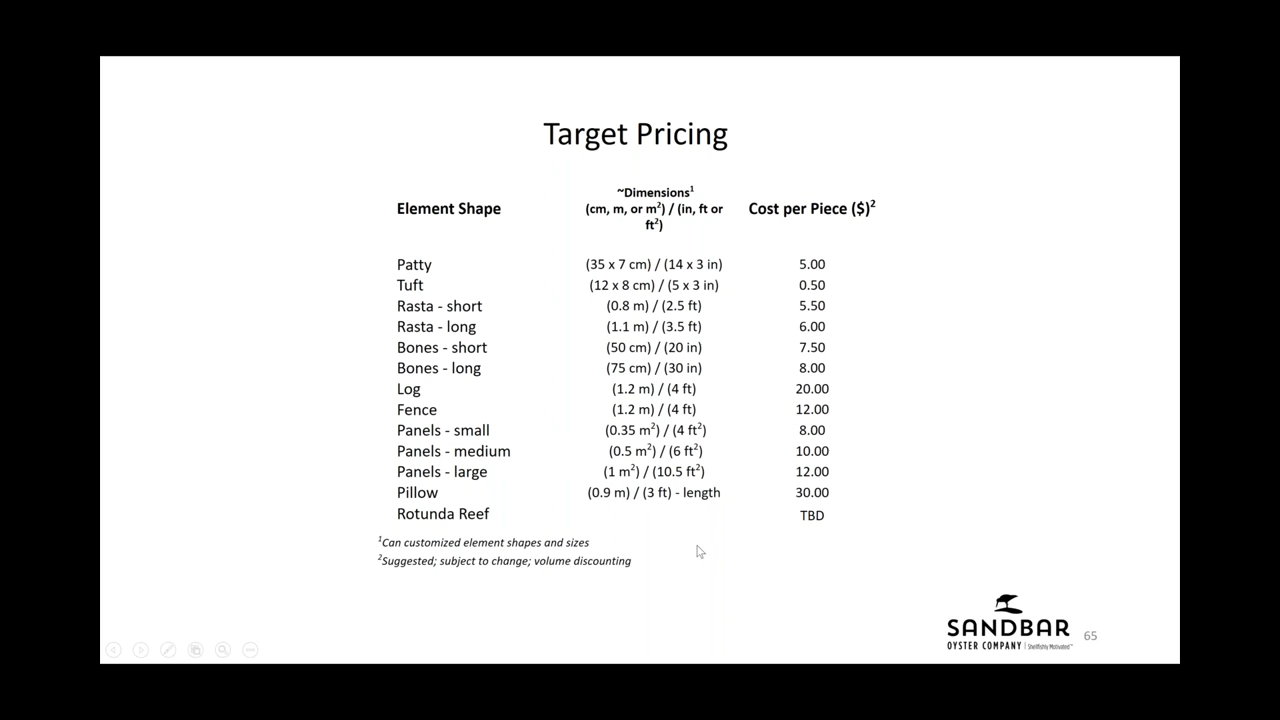 Target Pricing
Element Shape
~Dimensions¹
(cm, m, or m²) / (in, ft or
ft²)
Cost per Piece ($)²
Patty (35 x 7 cm) / (14 x 3 in) 5.00
Tuft (12 x 8 cm) / (5 x 3 in) 0.50
Rasta - short (0.8 m) / (2.5 ft) 5.50
Rasta - long (1.1 m) / (3.5 ft) 6.00
Bones - short (50 cm) / (20 in) 7.50
Bones - long (75 cm) / (30 in) 8.00
Log (1.2 m) / (4 ft) 20.00
Fence (1.2 m) / (4 ft) 12.00
Panels - small (0.35 m²) / (4 ft²) 8.00
Panels - medium (0.5 m²) / (6 ft²) 10.00
Panels - large (1 m²) / (10.5 ft²) 12.00
Pillow (0.9 m) / (3 ft) - length 30.00
Rotunda Reef TBD
¹Can customized element shapes and sizes
²Suggested; subject to change; volume discounting
SANDBAR
OYSTER COMPANY | Shellfishly Motivated™
65